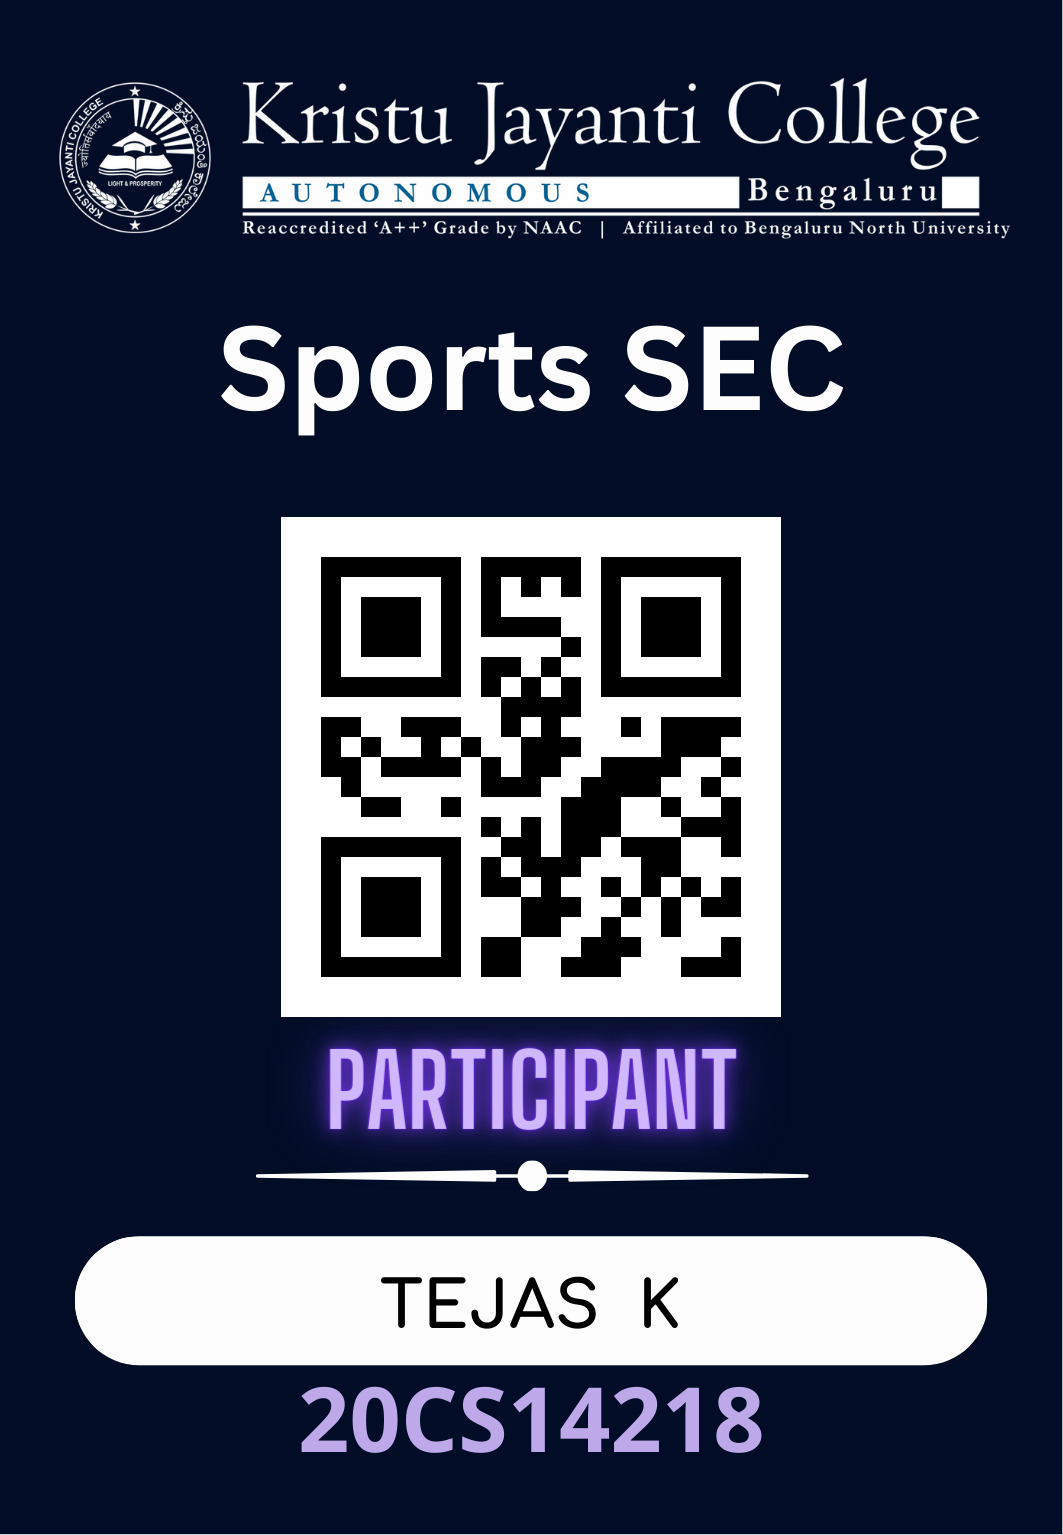 KRISTU JAYANTI COLLEGE
ಕ್ರಿಸ್ತು ಜಯಂತಿ ಕಾಲೇಜು
LIGHT & PROSPERITY
Kristu Jayanti College
AUTONOMOUS Bengaluru
Reaccredited ‘A++’ Grade by NAAC | Affiliated to Bengaluru North University
Sports SEC
PARTICIPANT
TEJAS K
20CS14218